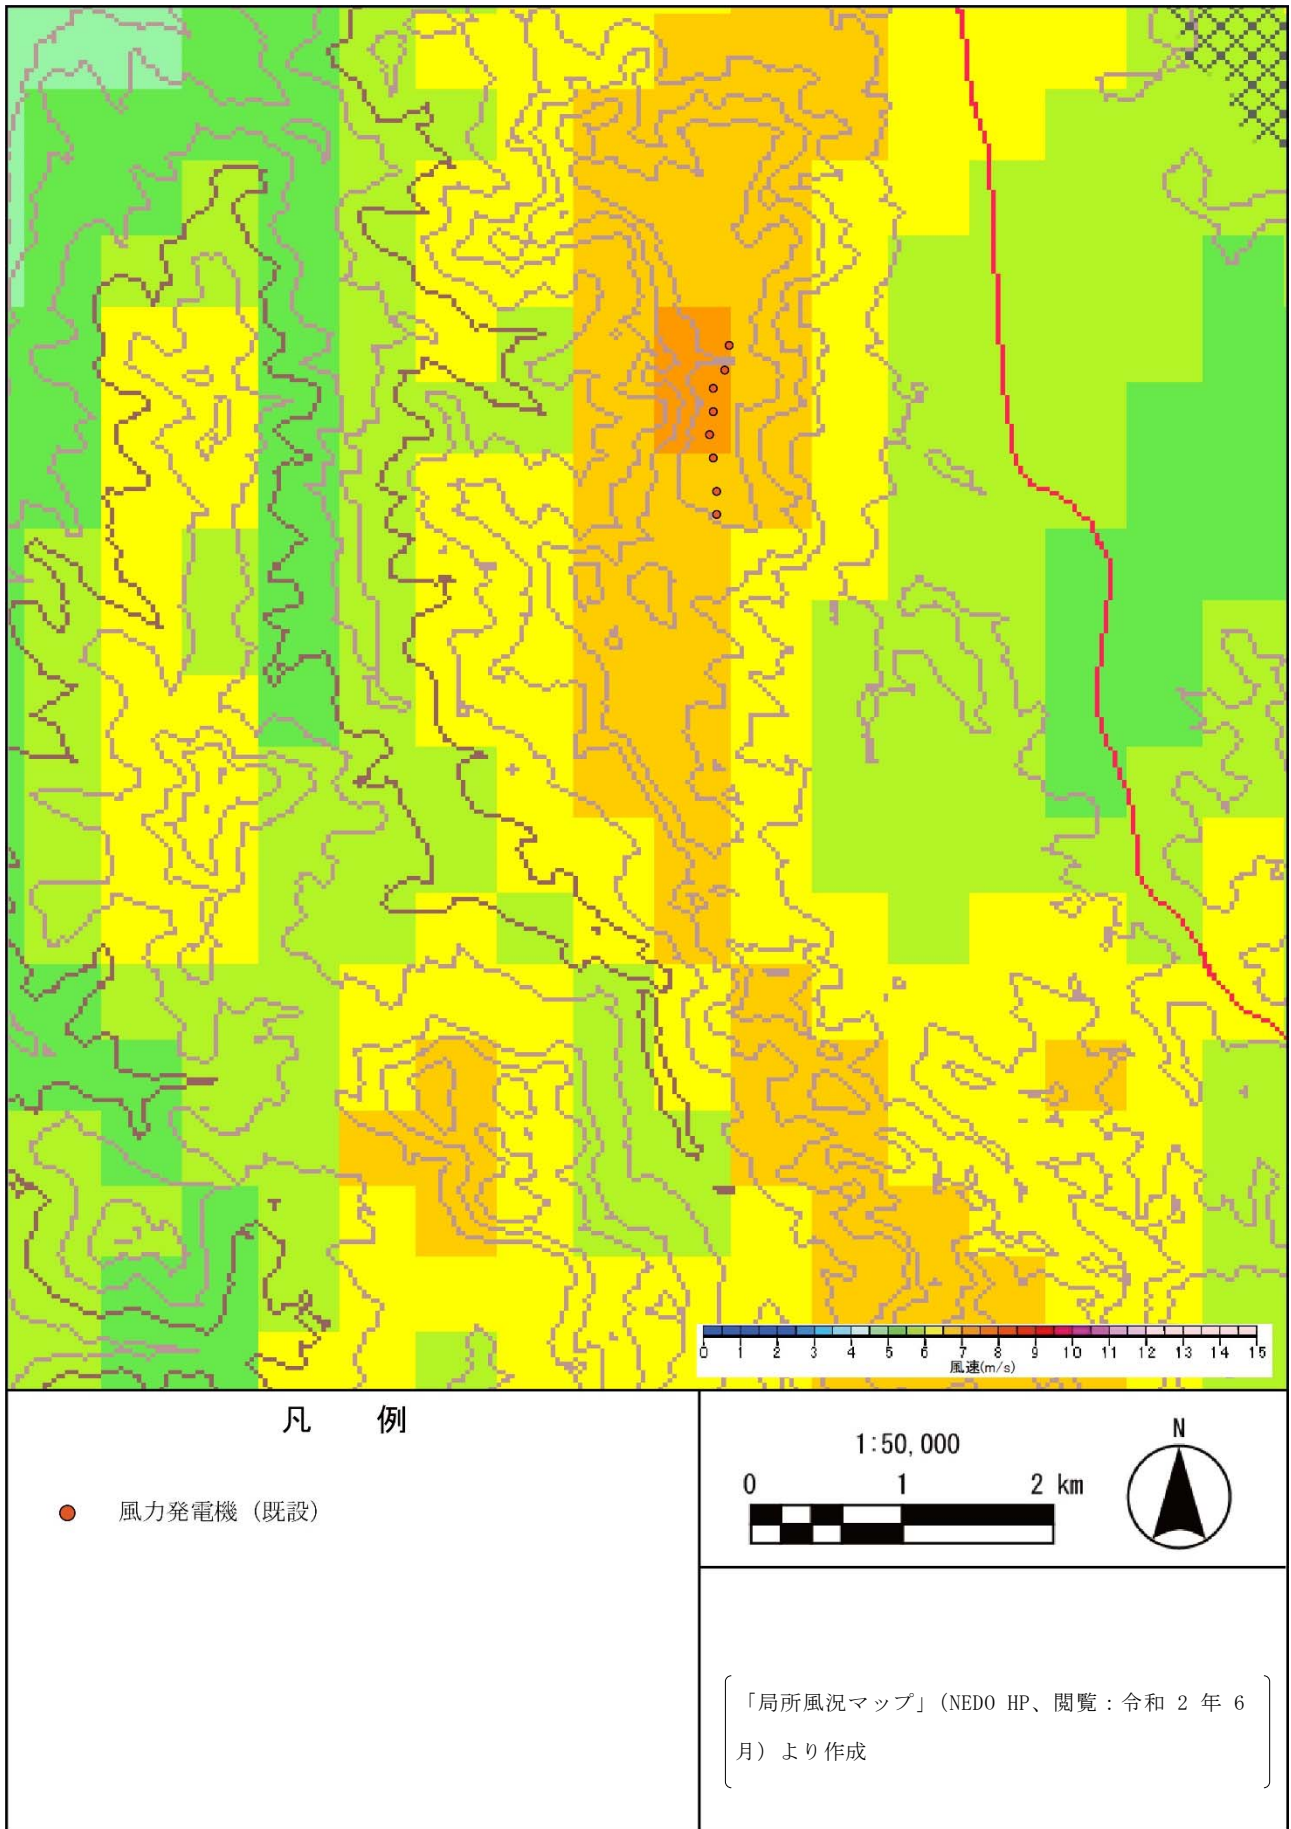 0 1 2 3 4 5 6 7 8 9 10 11 12 13 14 15
風速(m/s)
凡 例
風力発電機（既設）
1:50,000
0 1 2 km
N
「局所風況マップ」（NEDO HP、閲覧：令和 2 年 6
月）より作成